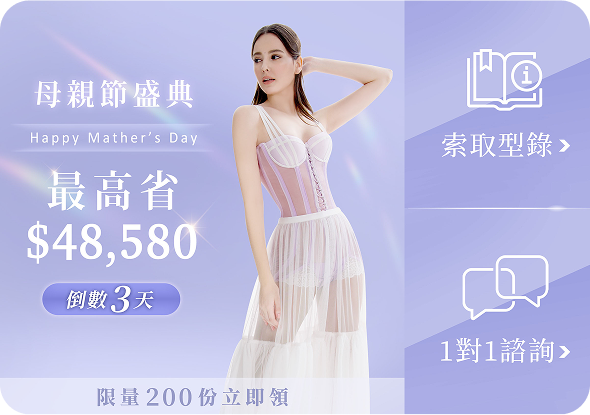 母親節盛典
Happy Mather's Day
最高省
$48,580
倒數3天
限量200份立即領
索取型錄
1對1諮詢